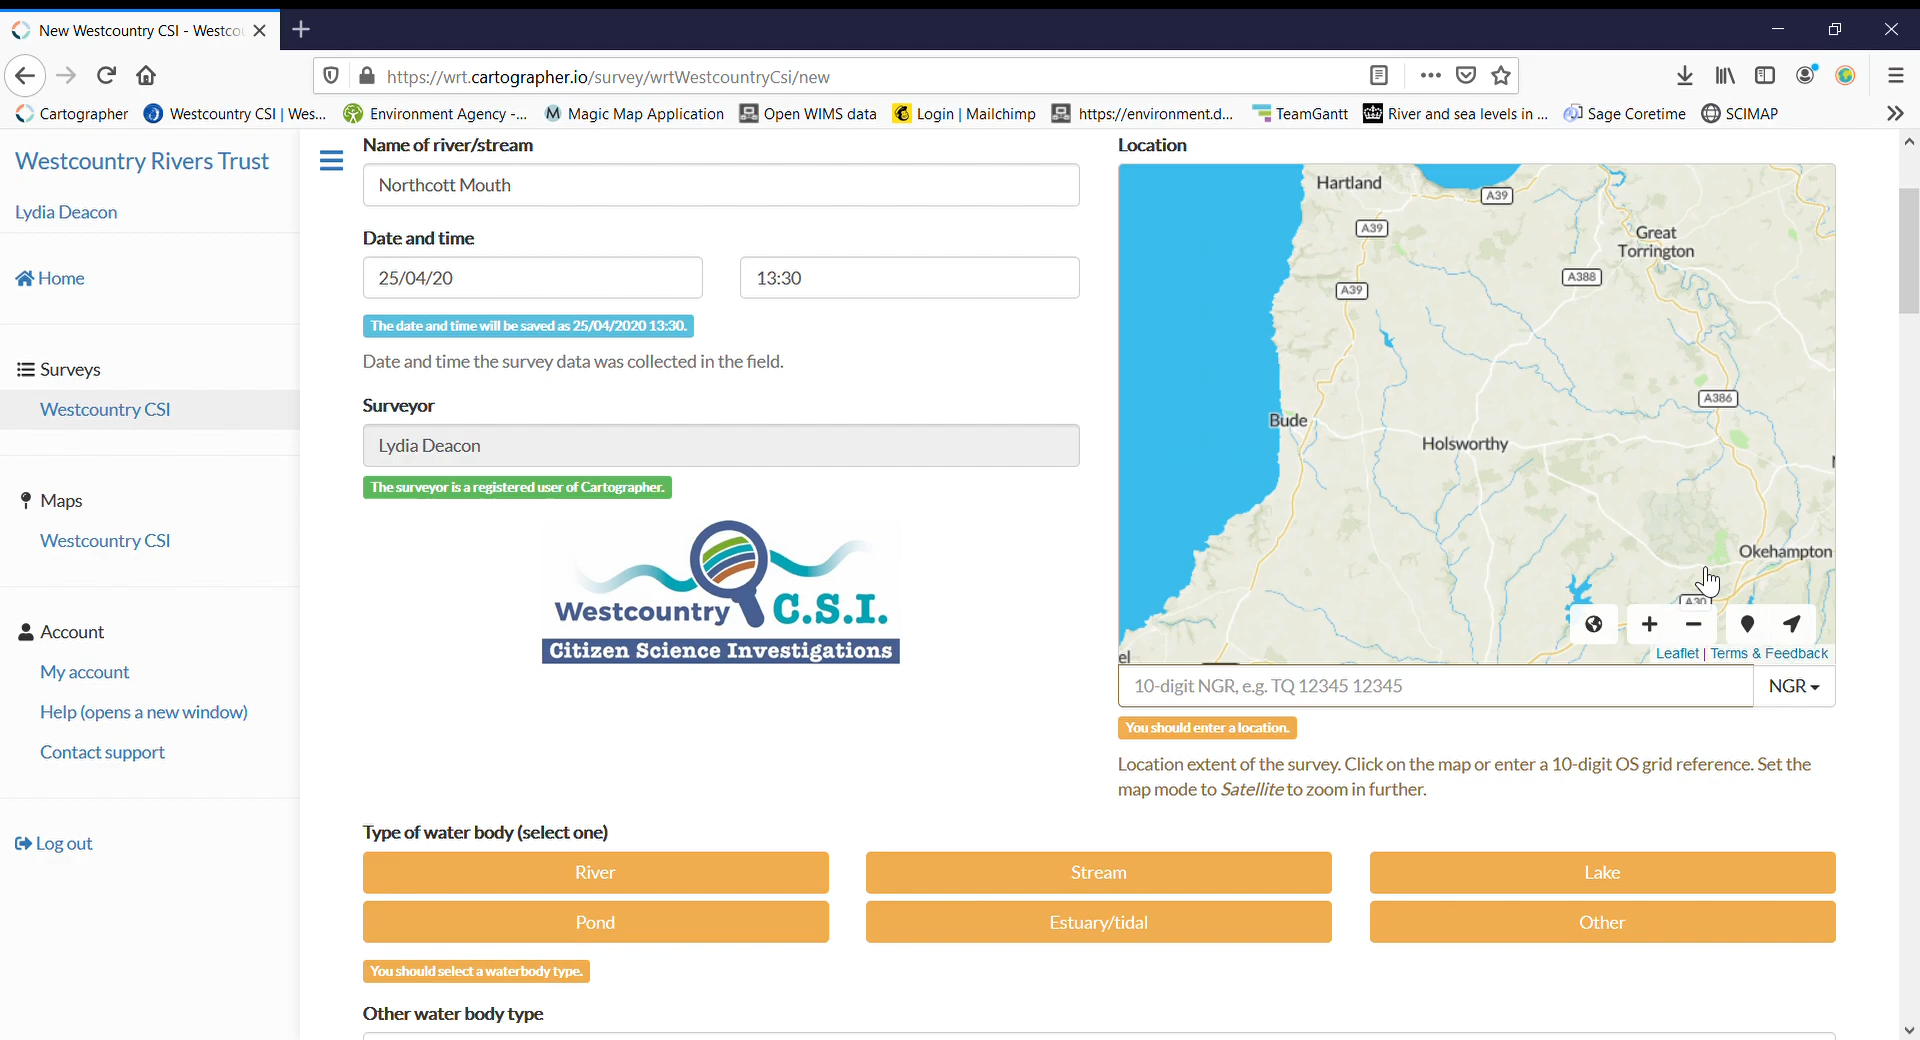 New Westcountry CSI - Westco
https://wrt.cartographer.io/survey/wrtWestcountryCsi/new
Cartographer
Westcountry CSI | Wes...
Environment Agency -...
Magic Map Application
Open WIMS data
Login | Mailchimp
https://environment.d...
TeamGantt
River and sea levels in ...
Sage Coretime
SCIMAP
Westcountry Rivers Trust
Lydia Deacon
Home
Surveys
Westcountry CSI
Maps
Westcountry CSI
Account
My account
Help (opens a new window)
Contact support
Log out
Name of river/stream
Northcott Mouth
Date and time
25/04/20
13:30
The date and time will be saved as 25/04/2020 13:30.
Date and time the survey data was collected in the field.
Surveyor
Lydia Deacon
The surveyor is a registered user of Cartographer.
Westcountry C.S.I.
Citizen Science Investigations
Location
Hartland
A39
A39
Great
Torrington
A388
A39
A386
Bude
Holsworthy
Okehampton
A30
el
Leaflet | Terms & Feedback
10-digit NGR, e.g. TQ 12345 12345
NGR
You should enter a location.
Location extent of the survey. Click on the map or enter a 10-digit OS grid reference. Set the
map mode to Satellite to zoom in further.
Type of water body (select one)
River
Stream
Lake
Pond
Estuary/tidal
Other
You should select a waterbody type.
Other water body type